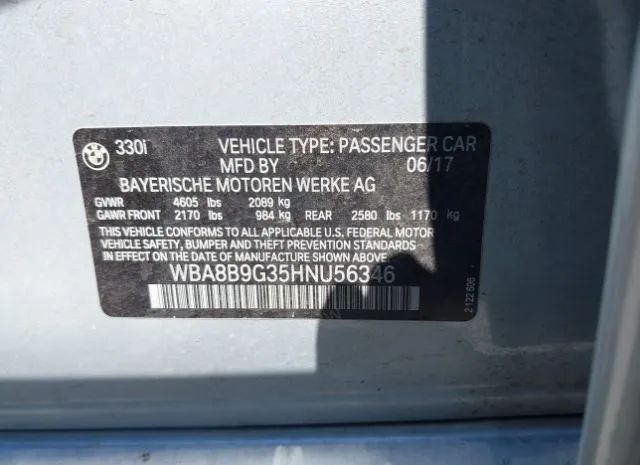 330i VEHICLE TYPE: PASSENGER CAR
MFD BY 06/17
BAYERISCHE MOTOREN WERKE AG
GVWR 4605 lbs 2089 kg
GAWR FRONT 2170 lbs 984 kg REAR 2580 lbs 1170 kg
THIS VEHICLE CONFORMS TO ALL APPLICABLE U.S. FEDERAL MOTOR
VEHICLE SAFETY, BUMPER AND THEFT PREVENTION STANDARDS
IN EFFECT ON THE DATE OF MANUFACTURE SHOWN ABOVE.
WBA8B9G35HNU56346
2 122 606